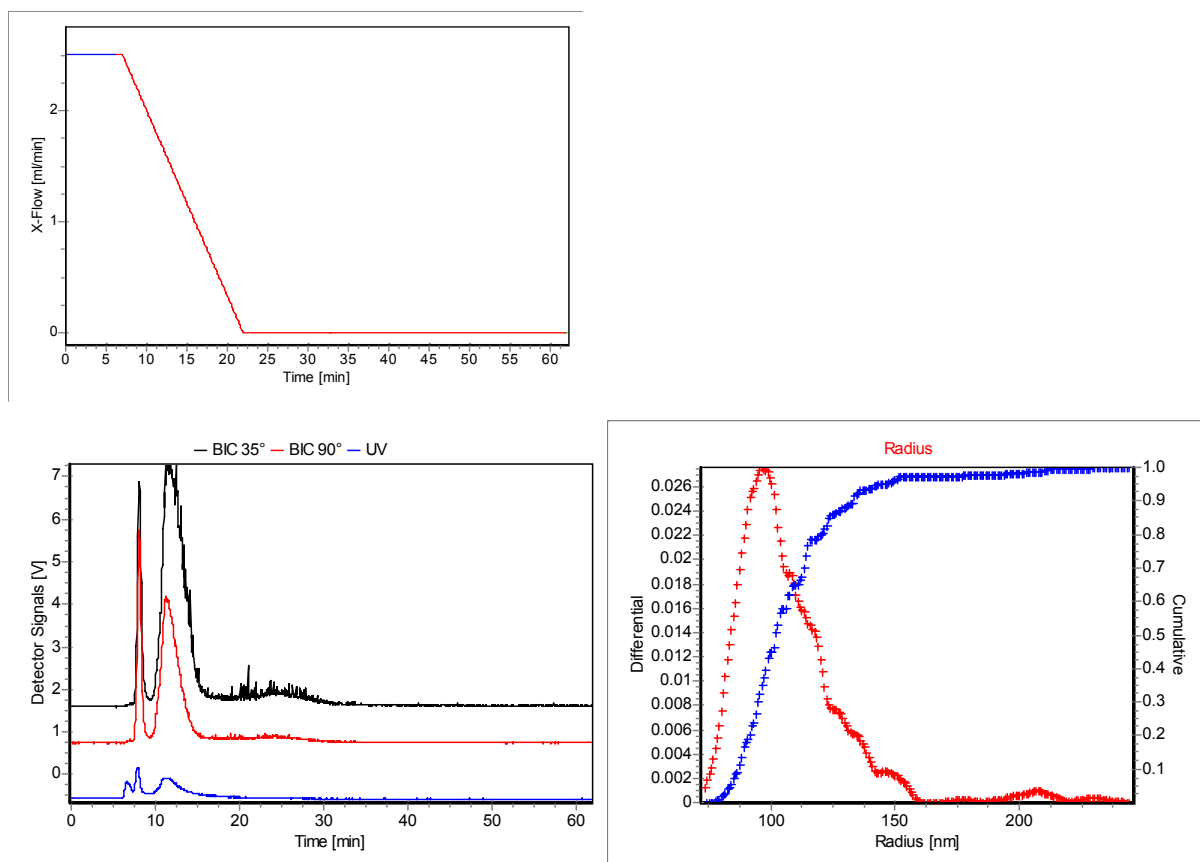 X-Flow [ml/min]
2
1
0
0 5 10 15 20 25 30 35 40 45 50 55 60
Time [min]
BIC 35° BIC 90° UV
Detector Signals [V]
7
6
5
4
3
2
1
0
0 10 20 30 40 50 60
Time [min]
Radius
Differential
0.026
0.024
0.022
0.02
0.018
0.016
0.014
0.012
0.01
0.008
0.006
0.004
0.002
0
1.0
0.9
0.8
0.7
0.6
0.5
0.4
0.3
0.2
0.1
Cumulative
100 150 200
Radius [nm]